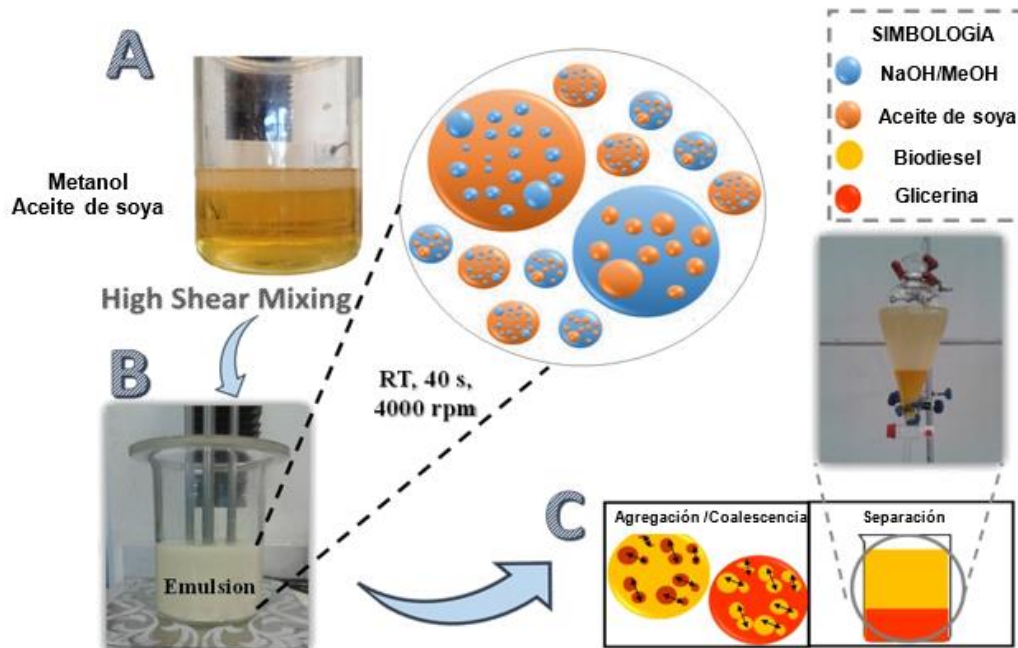 A
Metanol
Aceite de soya
High Shear Mixing
B
Emulsion
RT, 40 s,
4000 rpm
SIMBOLOGÌA
NaOH/MeOH
Aceite de soya
Biodiesel
Glicerina
C
Agregación /Coalescencia
Separación